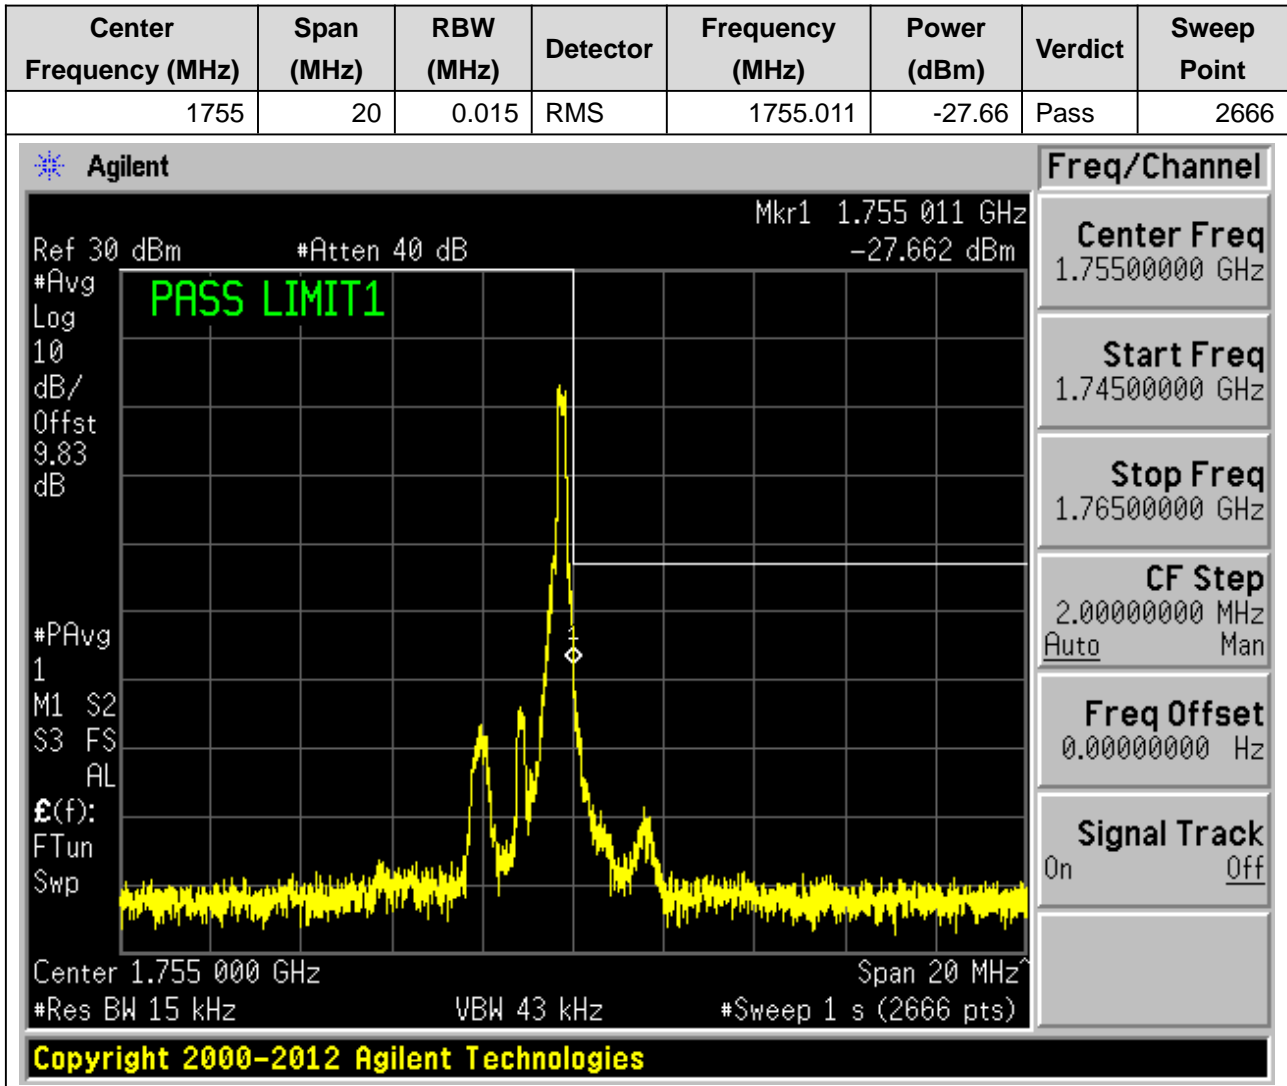 Center Frequency (MHz) Span (MHz) RBW (MHz) Detector Frequency (MHz) Power (dBm) Verdict Sweep Point
1755 20 0.015 RMS 1755.011 -27.66 Pass 2666
Agilent
Freq/Channel
Mkr1 1.755 011 GHz
Ref 30 dBm #Atten 40 dB -27.662 dBm
#Avg
Log
10
dB/
Offst
9.83
dB
PASS LIMIT1
1
#PAvg
1
M1 S2
S3 FS
AL
£(f):
FTun
Swp
Center 1.755 000 GHz Span 20 MHz^
#Res BW 15 kHz VBW 43 kHz #Sweep 1 s (2666 pts)
Center Freq
1.75500000 GHz
Start Freq
1.74500000 GHz
Stop Freq
1.76500000 GHz
CF Step
2.00000000 MHz
Auto Man
Freq Offset
0.00000000 Hz
Signal Track
On Off
Copyright 2000-2012 Agilent Technologies